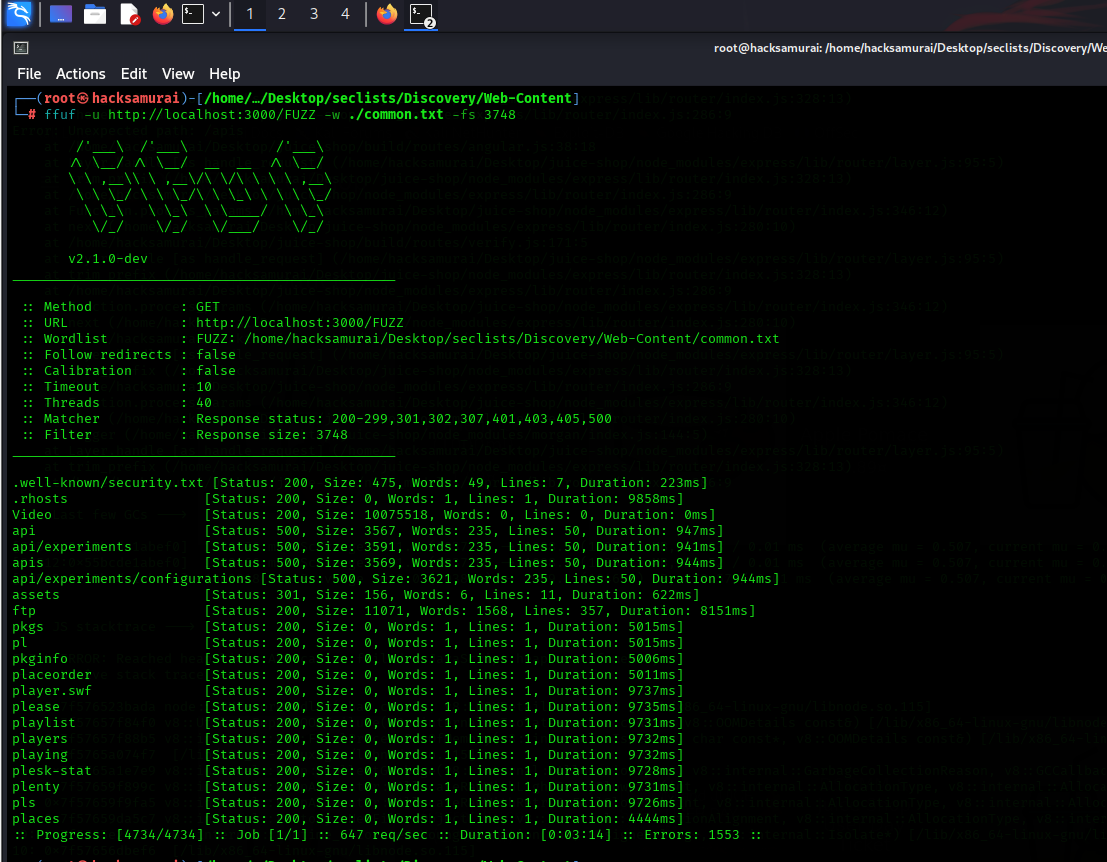 1 2 3 4 2
root@hacksamurai: /home/hacksamurai/Desktop/seclists/Discovery/We
File Actions Edit View Help
┌──(root㉿hacksamurai)-[/home/…/Desktop/seclists/Discovery/Web-Content]
└─# ffuf -u http://localhost:3000/FUZZ -w ./common.txt -fs 3748
v2.1.0-dev
:: Method : GET
:: URL : http://localhost:3000/FUZZ
:: Wordlist : FUZZ: /home/hacksamurai/Desktop/seclists/Discovery/Web-Content/common.txt
:: Follow redirects : false
:: Calibration : false
:: Timeout : 10
:: Threads : 40
:: Matcher : Response status: 200-299,301,302,307,401,403,405,500
:: Filter : Response size: 3748
.well-known/security.txt [Status: 200, Size: 475, Words: 49, Lines: 7, Duration: 223ms]
.rhosts [Status: 200, Size: 0, Words: 1, Lines: 1, Duration: 9858ms]
Video [Status: 200, Size: 10075518, Words: 0, Lines: 0, Duration: 0ms]
api [Status: 500, Size: 3567, Words: 235, Lines: 50, Duration: 947ms]
api/experiments [Status: 500, Size: 3591, Words: 235, Lines: 50, Duration: 941ms]
apis [Status: 500, Size: 3569, Words: 235, Lines: 50, Duration: 944ms]
api/experiments/configurations [Status: 500, Size: 3621, Words: 235, Lines: 50, Duration: 944ms]
assets [Status: 301, Size: 156, Words: 6, Lines: 11, Duration: 622ms]
ftp [Status: 200, Size: 11071, Words: 1568, Lines: 357, Duration: 8151ms]
pkgs [Status: 200, Size: 0, Words: 1, Lines: 1, Duration: 5015ms]
pl [Status: 200, Size: 0, Words: 1, Lines: 1, Duration: 5015ms]
pkginfo [Status: 200, Size: 0, Words: 1, Lines: 1, Duration: 5006ms]
placeorder [Status: 200, Size: 0, Words: 1, Lines: 1, Duration: 5011ms]
player.swf [Status: 200, Size: 0, Words: 1, Lines: 1, Duration: 9737ms]
please [Status: 200, Size: 0, Words: 1, Lines: 1, Duration: 9735ms]
playlist [Status: 200, Size: 0, Words: 1, Lines: 1, Duration: 9731ms]
players [Status: 200, Size: 0, Words: 1, Lines: 1, Duration: 9732ms]
playing [Status: 200, Size: 0, Words: 1, Lines: 1, Duration: 9732ms]
plesk-stat [Status: 200, Size: 0, Words: 1, Lines: 1, Duration: 9728ms]
plenty [Status: 200, Size: 0, Words: 1, Lines: 1, Duration: 9731ms]
pls [Status: 200, Size: 0, Words: 1, Lines: 1, Duration: 9726ms]
places [Status: 200, Size: 0, Words: 1, Lines: 1, Duration: 4444ms]
:: Progress: [4734/4734] :: Job [1/1] :: 647 req/sec :: Duration: [0:03:14] :: Errors: 1553 ::